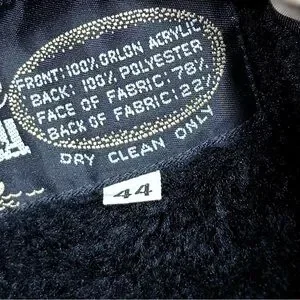 FRONT: 100% ORLON ACRYLIC
BACK: 100% POLYESTER
FACE OF FABRIC: 78%
BACK OF FABRIC: 22%
DRY CLEAN ONLY
44